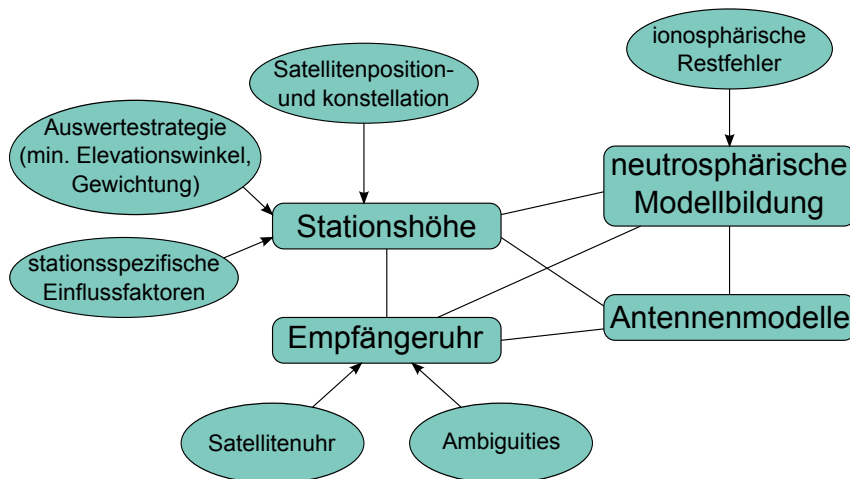 ionosphärische
Restfehler
Satellitenposition-
und konstellation
Auswertestrategie
(min. Elevationswinkel,
Gewichtung)
neutrosphärische
Modellbildung
Stationshöhe
stationsspezifische
Einflussfaktoren
Antennenmodelle
Empfängeruhr
Satellitenuhr
Ambiguities